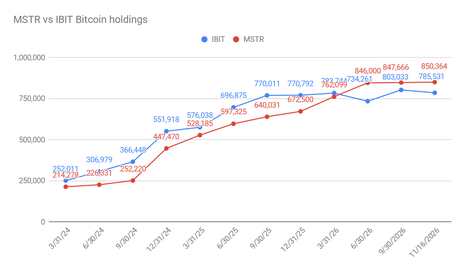 MSTR vs IBIT Bitcoin holdings
IBIT MSTR
1,000,000
750,000
500,000
250,000
0
252,011 306,979 366,448 551,918 576,038 696,875 770,011 770,792 783,744 734,261 803,033 785,531
214,278 226,331 252,220 447,470 528,185 597,325 640,031 672,500 762,099 846,000 847,666 850,364
3/31/24 6/30/24 9/30/24 12/31/24 3/31/25 6/30/25 9/30/25 12/31/25 3/31/26 6/30/26 9/30/2026 11/18/2026